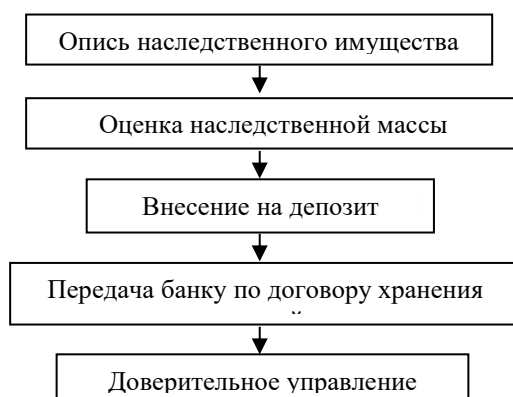 Опись наследственного имущества
Оценка наследственной массы
Внесение на депозит
Передача банку по договору хранения
Доверительное управление